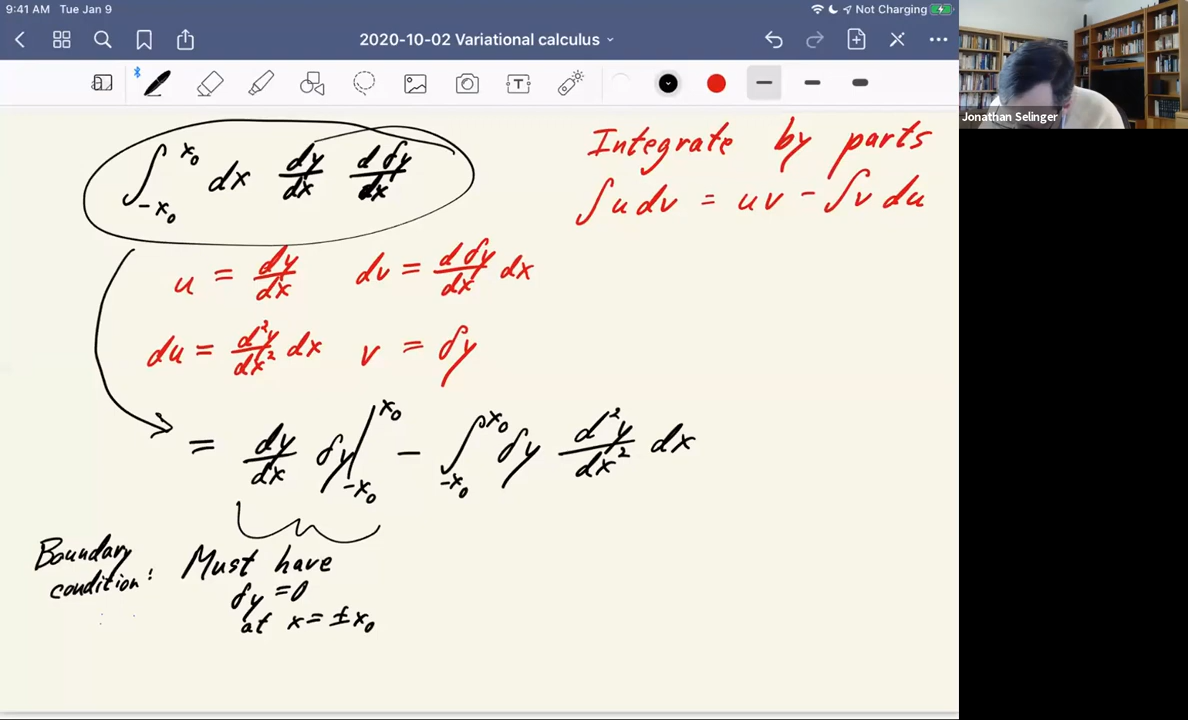 9:41 AM Tue Jan 9
Not Charging
2020-10-02 Variational calculus
T
Jonathan Selinger
∫_{-x₀}^{x₀} dx dy/dx dδy/dx
Integrate by parts
∫u dv = uv - ∫v du
u = dy/dx dv = dδy/dx dx
du = d²y/dx² dx v = δy
= dy/dx δy|_{-x₀}^{x₀} - ∫_{-x₀}^{x₀} δy d²y/dx² dx
Boundary
condition:
Must have
δy = 0
at x = ±x₀